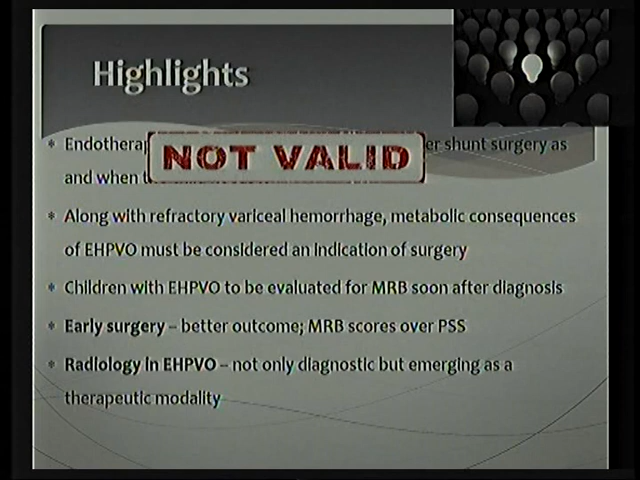 Highlights
Endotherap
er shunt surgery as
NOT VALID
and when t
Along with refractory variceal hemorrhage, metabolic consequences
of EHPVO must be considered an indication of surgery
Children with EHPVO to be evaluated for MRB soon after diagnosis
Early surgery – better outcome; MRB scores over PSS
Radiology in EHPVO – not only diagnostic but emerging as a
therapeutic modality